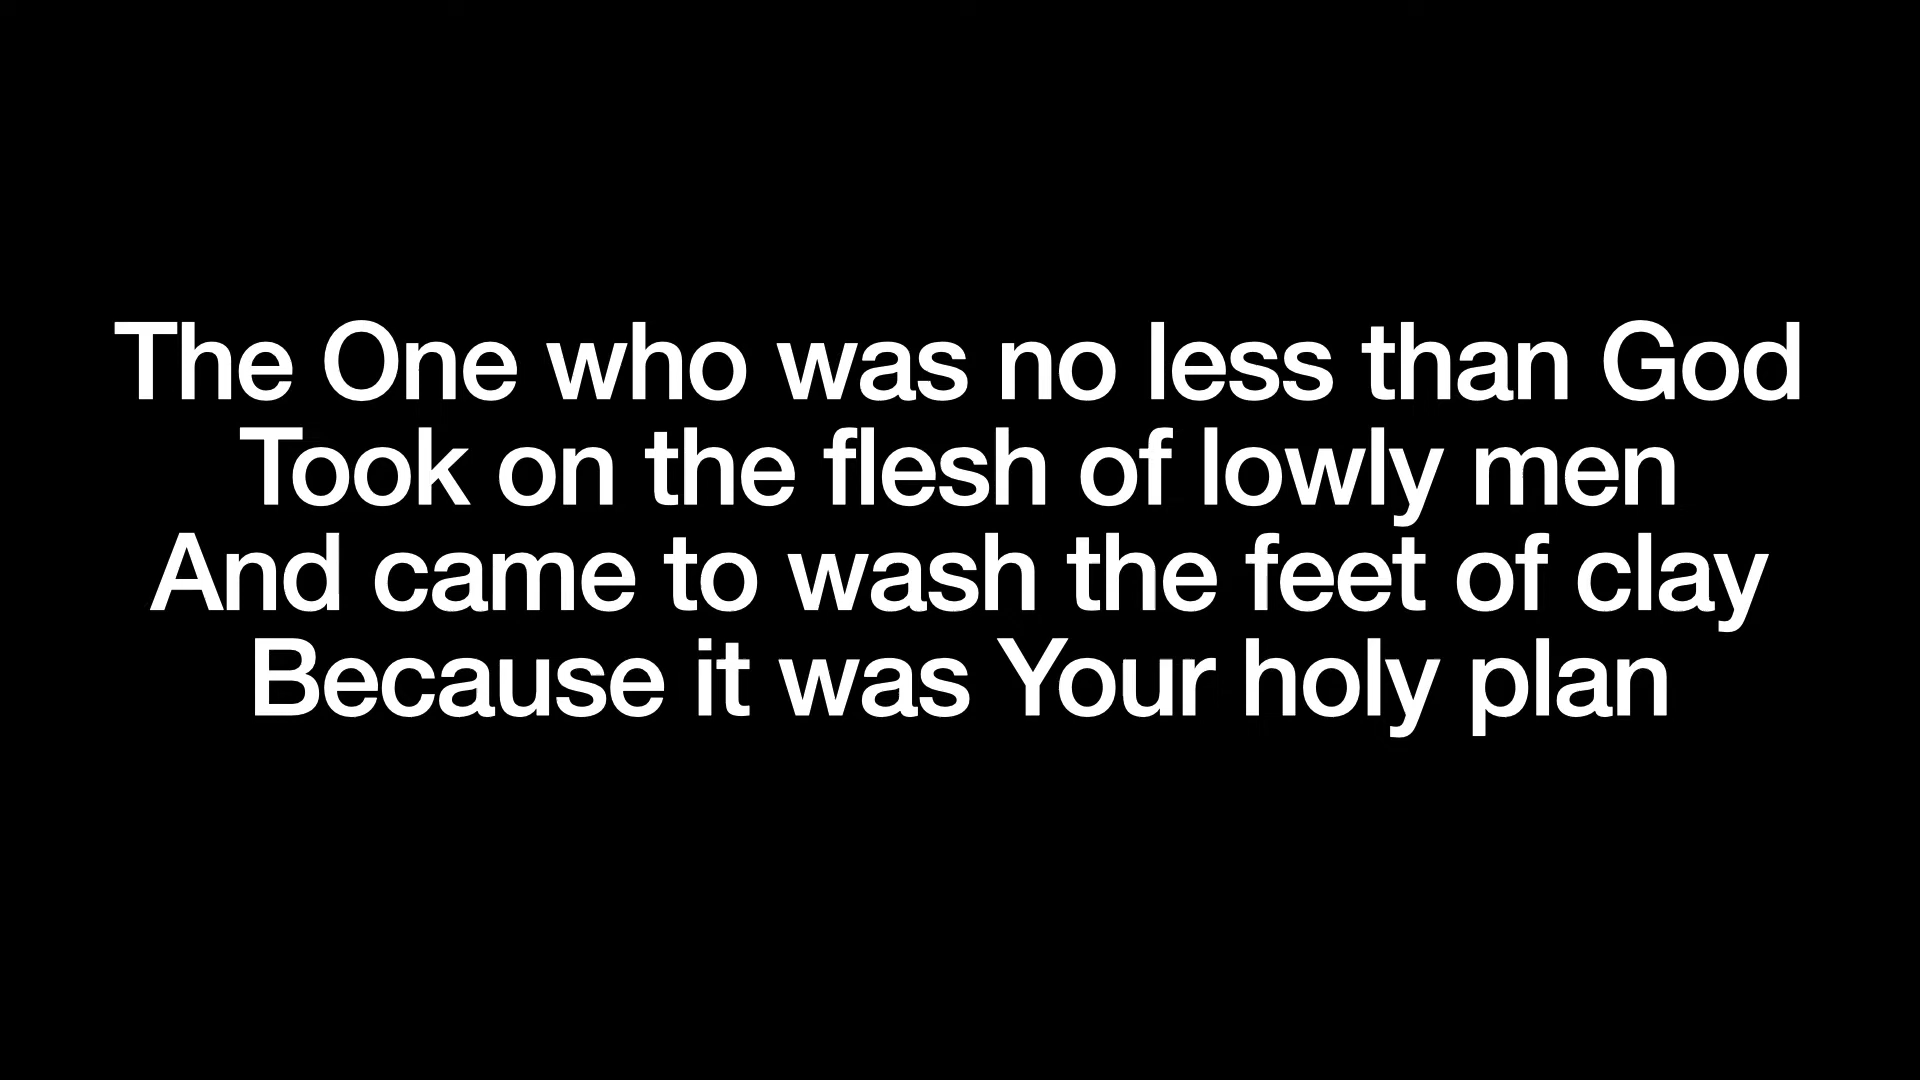 The One who was no less than God
Took on the flesh of lowly men
And came to wash the feet of clay
Because it was Your holy plan